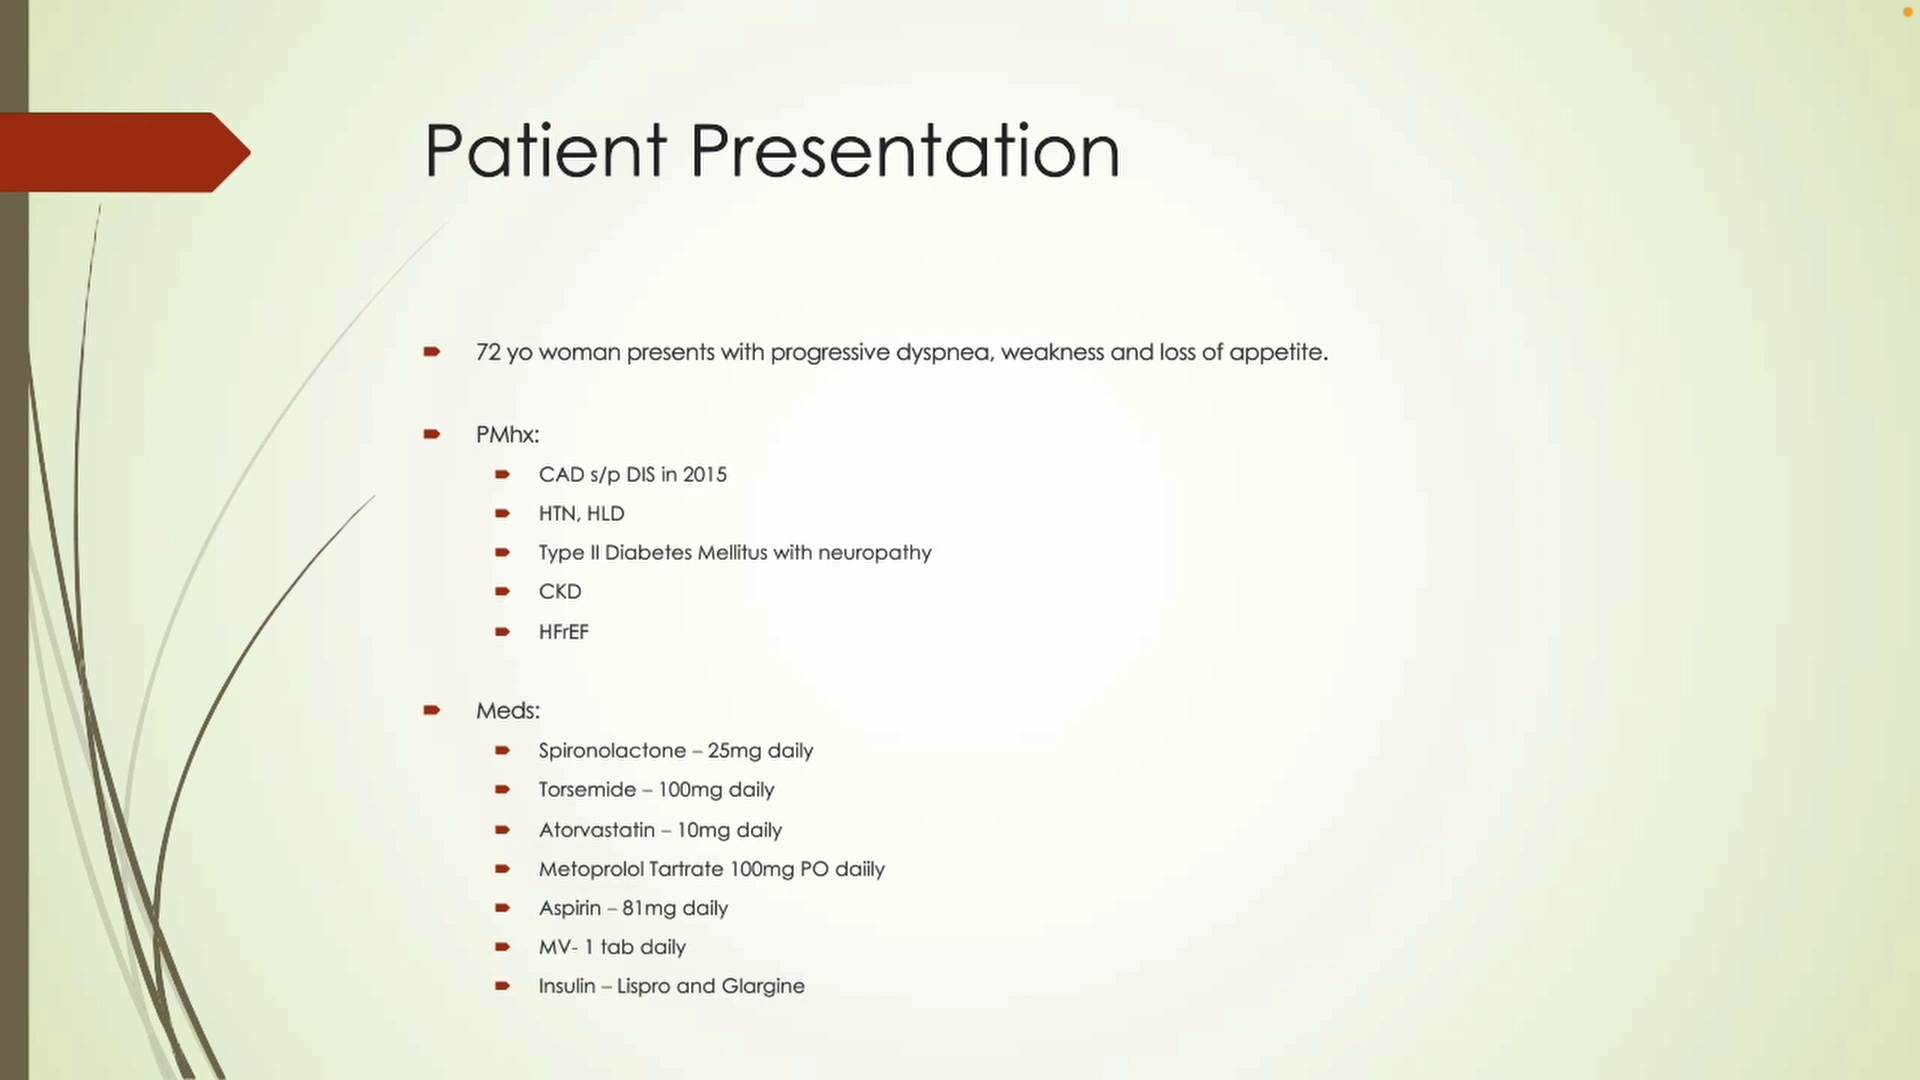 Patient Presentation
72 yo woman presents with progressive dyspnea, weakness and loss of appetite.
PMhx:
CAD s/p DIS in 2015
HTN, HLD
Type II Diabetes Mellitus with neuropathy
CKD
HFrEF
Meds:
Spironolactone – 25mg daily
Torsemide – 100mg daily
Atorvastatin – 10mg daily
Metoprolol Tartrate 100mg PO daiily
Aspirin – 81mg daily
MV- 1 tab daily
Insulin – Lispro and Glargine